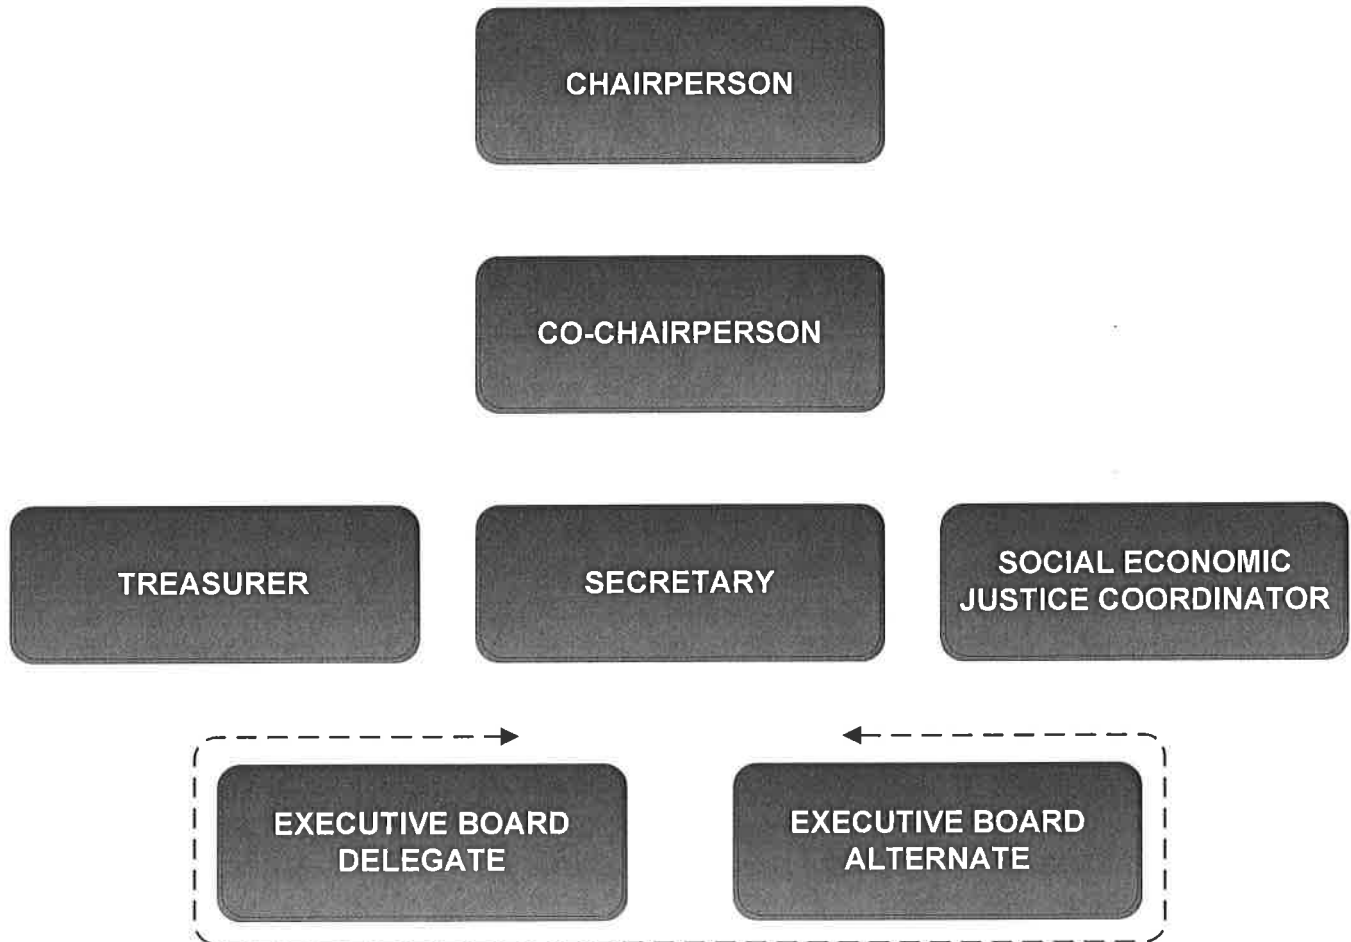 CHAIRPERSON
CO-CHAIRPERSON
TREASURER
SECRETARY
SOCIAL ECONOMIC
JUSTICE COORDINATOR
EXECUTIVE BOARD
DELEGATE
EXECUTIVE BOARD
ALTERNATE